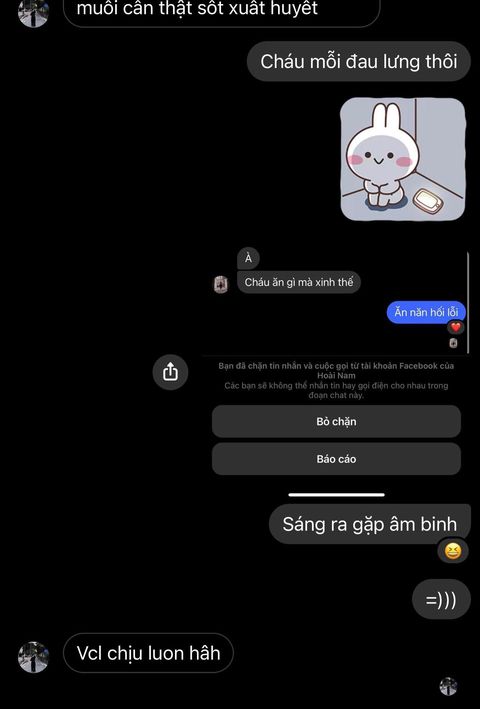 muỗi cẩn thật sốt xuất huyết
Cháu mỗi đau lưng thôi
À
Cháu ăn gì mà xinh thế
Ăn năn hối lỗi
Bạn đã chặn tin nhắn và cuộc gọi từ tài khoản Facebook của
Hoài Nam
Các bạn sẽ không thể nhắn tin hay gọi điện cho nhau trong
đoạn chat này.
Bỏ chặn
Báo cáo
Sáng ra gặp âm binh
=)))
Vcl chịu luon hâh